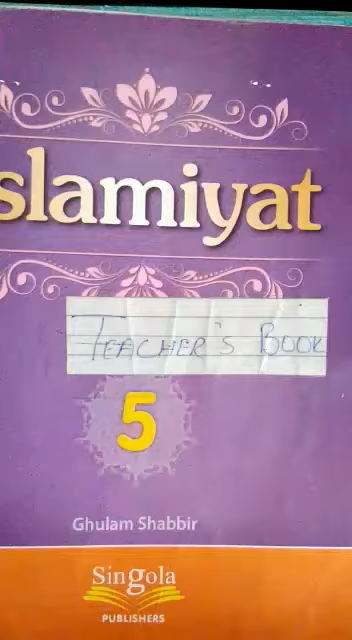 slamiyat
TEACHER'S BOOK
5
Ghulam Shabbir
Singola
PUBLISHERS